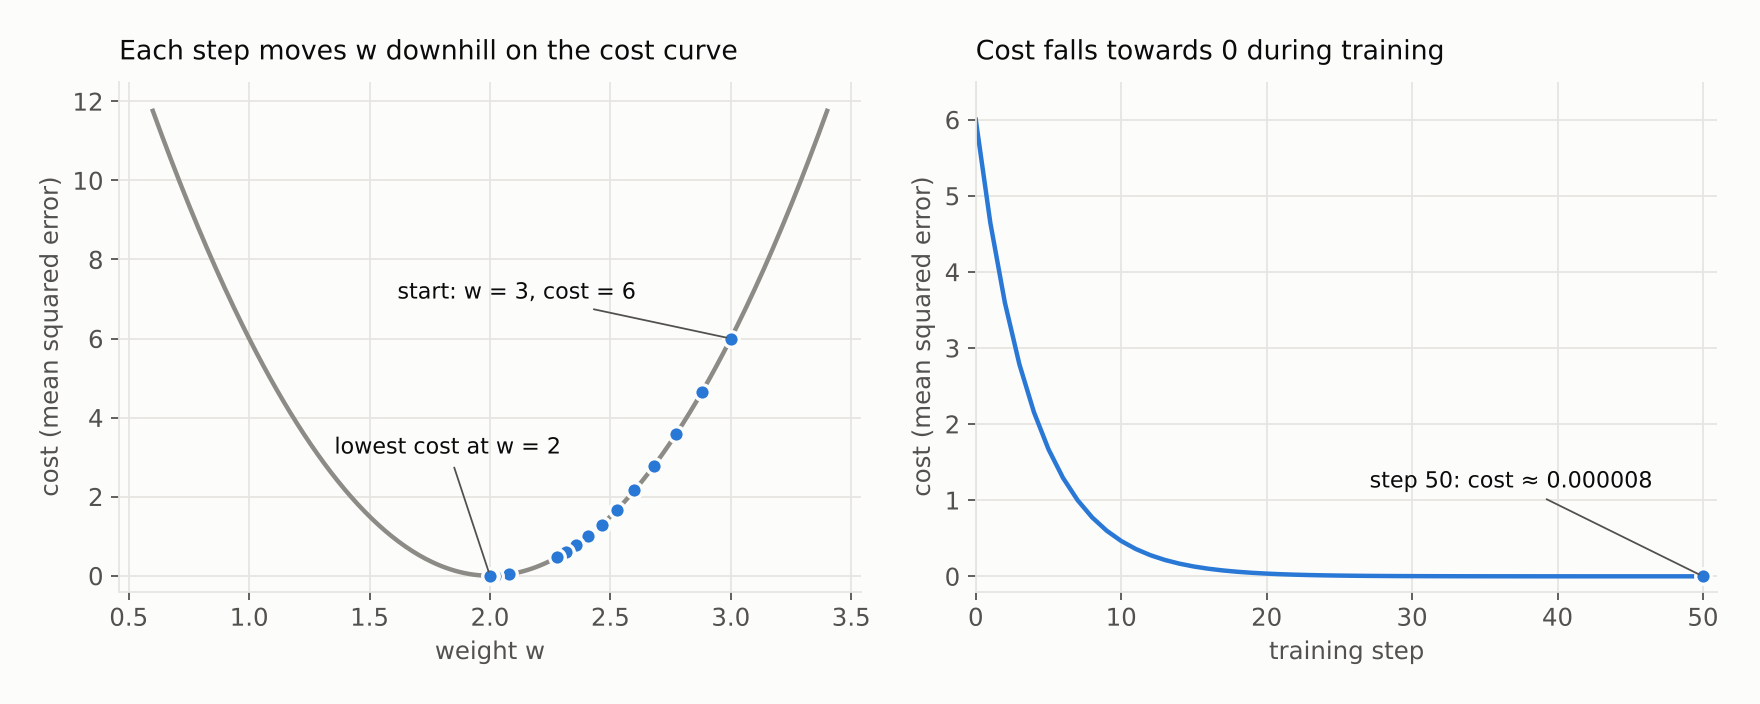 Each step moves w downhill on the cost curve
cost (mean squared error)
12
10
8
6
4
2
0
start: w = 3, cost = 6
lowest cost at w = 2
0.5 1.0 1.5 2.0 2.5 3.0 3.5
weight w
Cost falls towards 0 during training
cost (mean squared error)
6
5
4
3
2
1
0
step 50: cost ≈ 0.000008
0 10 20 30 40 50
training step